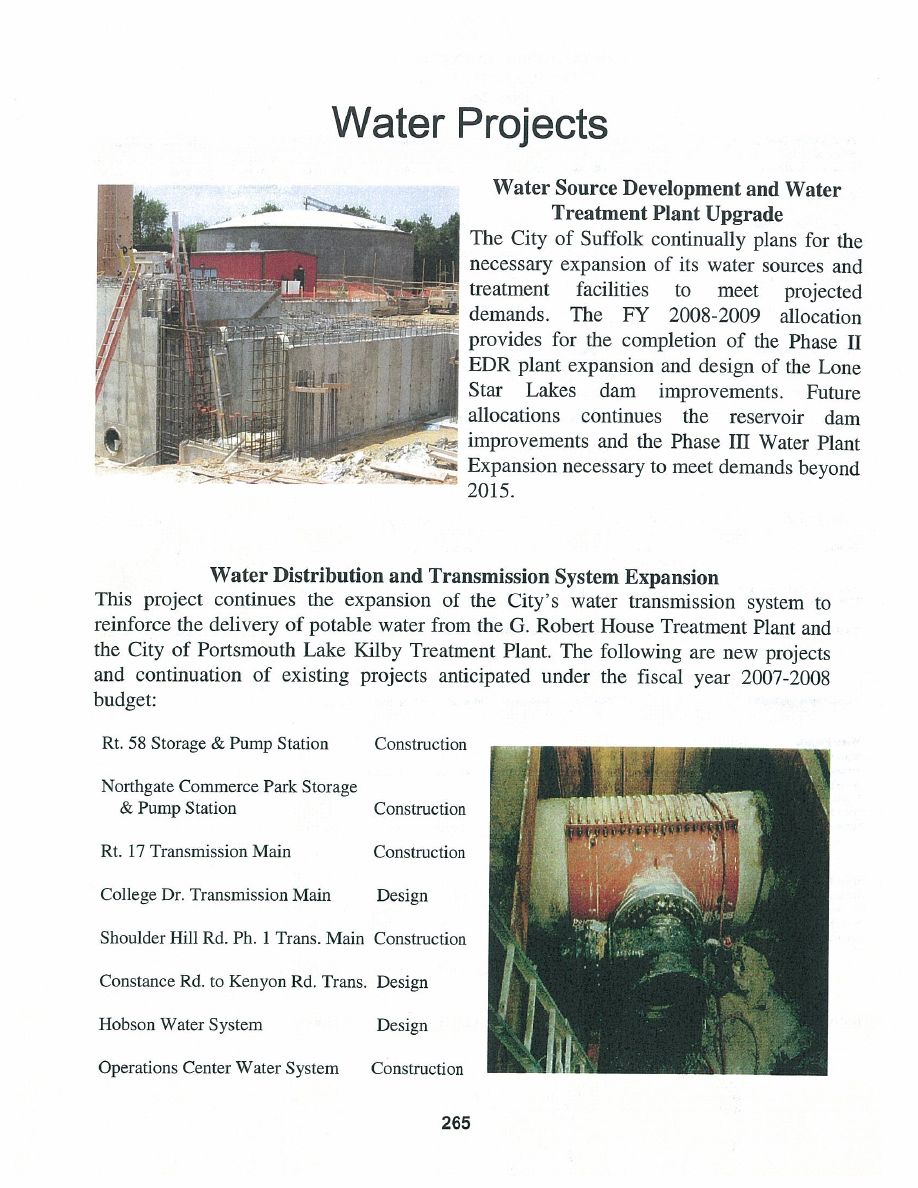 Water Projects
Water Source Development and Water
Treatment Plant Upgrade
The City of Suffolk continually plans for the
necessary expansion of its water sources and
treatment facilities to meet projected
demands. The FY 2008-2009 allocation
provides for the completion of the Phase II
EDR plant expansion and design of the Lone
Star Lakes dam improvements. Future
allocations continues the reservoir dam
improvements and the Phase III Water Plant
Expansion necessary to meet demands beyond
2015.
Water Distribution and Transmission System Expansion
This project continues the expansion of the City's water transmission system to
reinforce the delivery of potable water from the G. Robert House Treatment Plant and
the City of Portsmouth Lake Kilby Treatment Plant. The following are new projects
and continuation of existing projects anticipated under the fiscal year 2007-2008
budget:
Rt. 58 Storage & Pump Station Construction
Northgate Commerce Park Storage
& Pump Station Construction
Rt. 17 Transmission Main Construction
College Dr. Transmission Main Design
Shoulder Hill Rd. Ph. 1 Trans. Main Construction
Constance Rd. to Kenyon Rd. Trans. Design
Hobson Water System Design
Operations Center Water System Construction
265